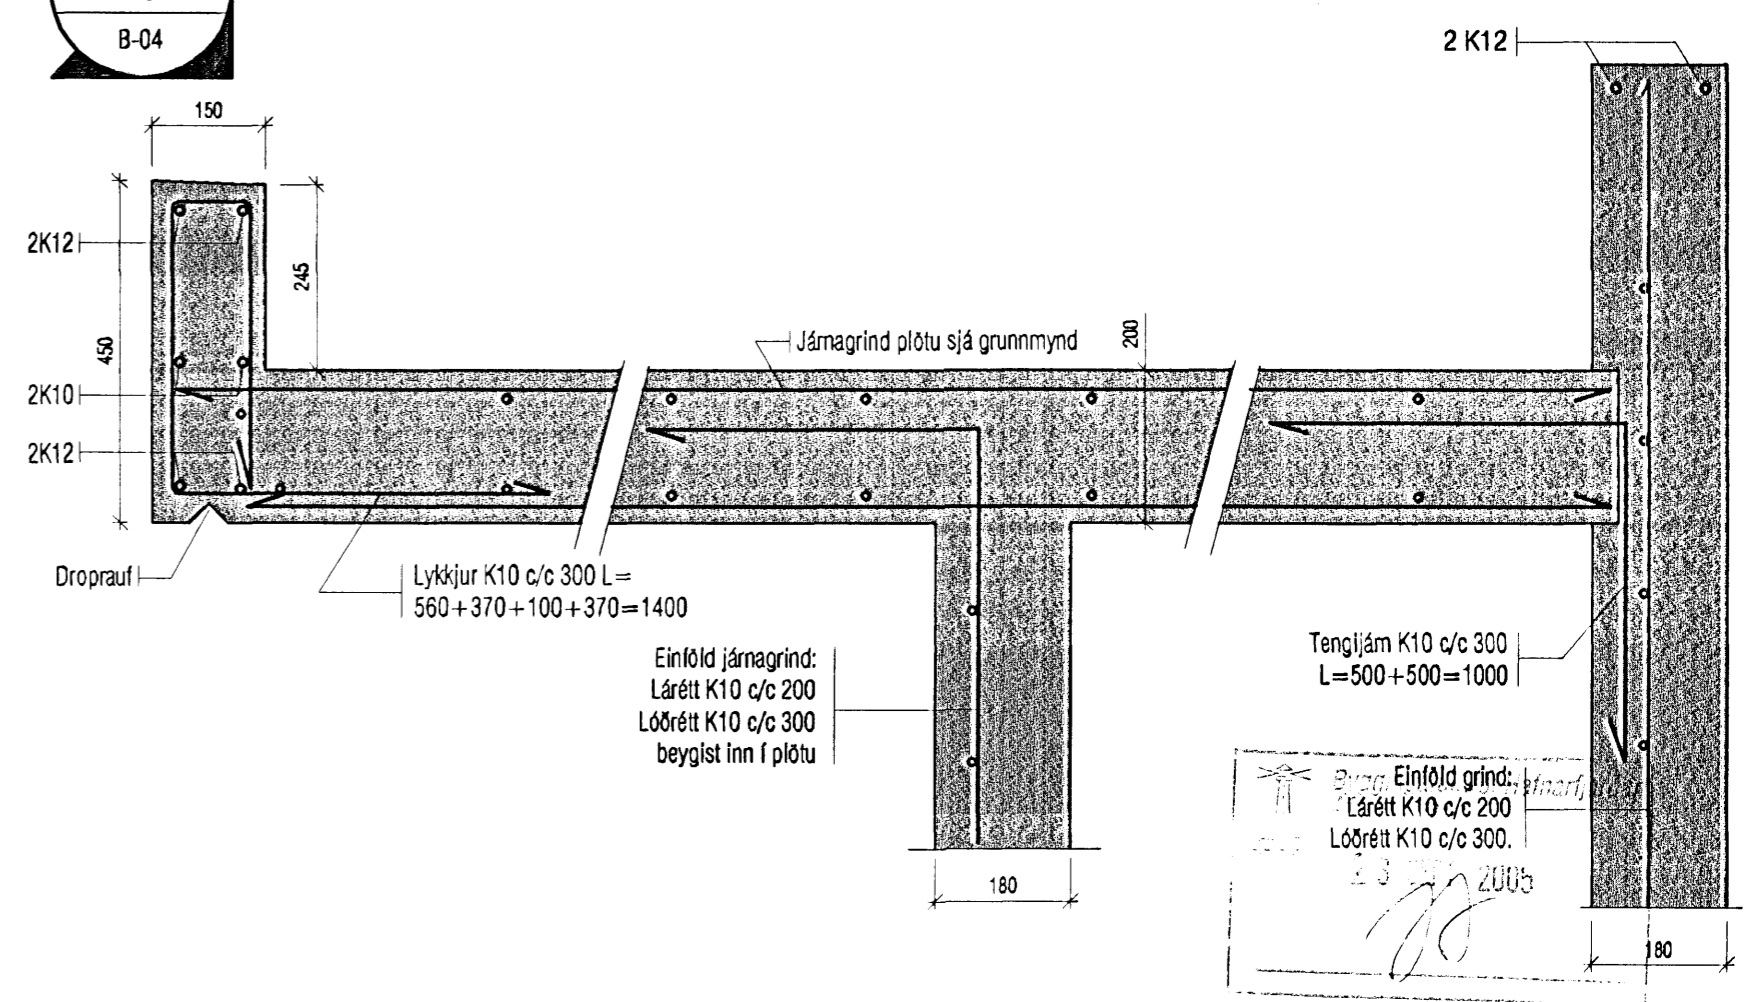 B-04
2 K12
150
2K12
245
450
Járnagrind plötu sjá grunnmynd
200
2K10
2K12
Droprauf
Lykkjur K10 c/c 300 L=
560+370+100+370=1400
Einföld járnagrind:
Lárétt K10 c/c 200
Lóðrétt K10 c/c 300
beygist inn í plötu
Tengijárn K10 c/c 300
L=500+500=1000
Einföld grind:
Lárétt K10 c/c 200
Lóðrétt K10 c/c 300.
2005
180
180